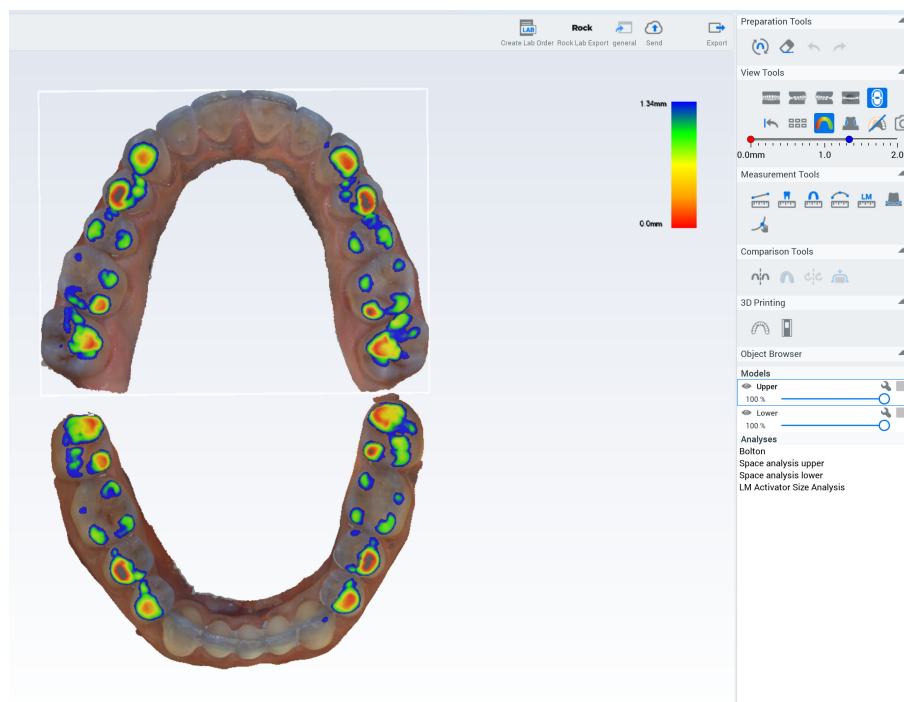 Preparation Tools
LAB
Rock
Create Lab Order Rock Lab Export general Send Export
View Tools
1.34mm
0.0mm
0.0mm 1.0 2.0
Measurement Tools
LM
Comparison Tools
3D Printing
Object Browser
Models
Upper
100 %
Lower
100 %
Analyses
Bolton
Space analysis upper
Space analysis lower
LM Activator Size Analysis